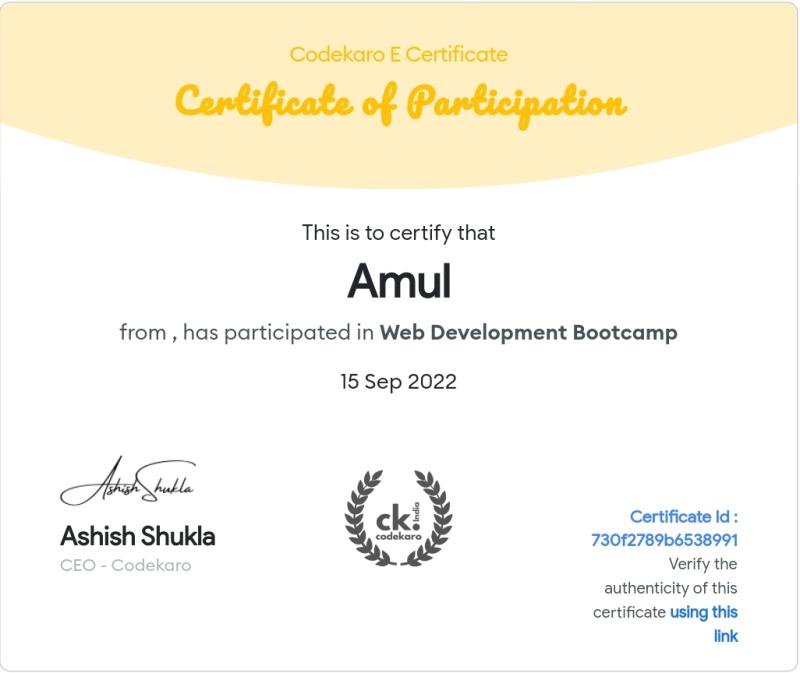 Codekaro E Certificate
Certificate of Participation
This is to certify that
Amul
from , has participated in Web Development Bootcamp
15 Sep 2022
Ashish Shukla
Ashish Shukla
CEO - Codekaro
ck! India
codekaro
Certificate Id :
730f2789b6538991
Verify the
authenticity of this
certificate using this
link